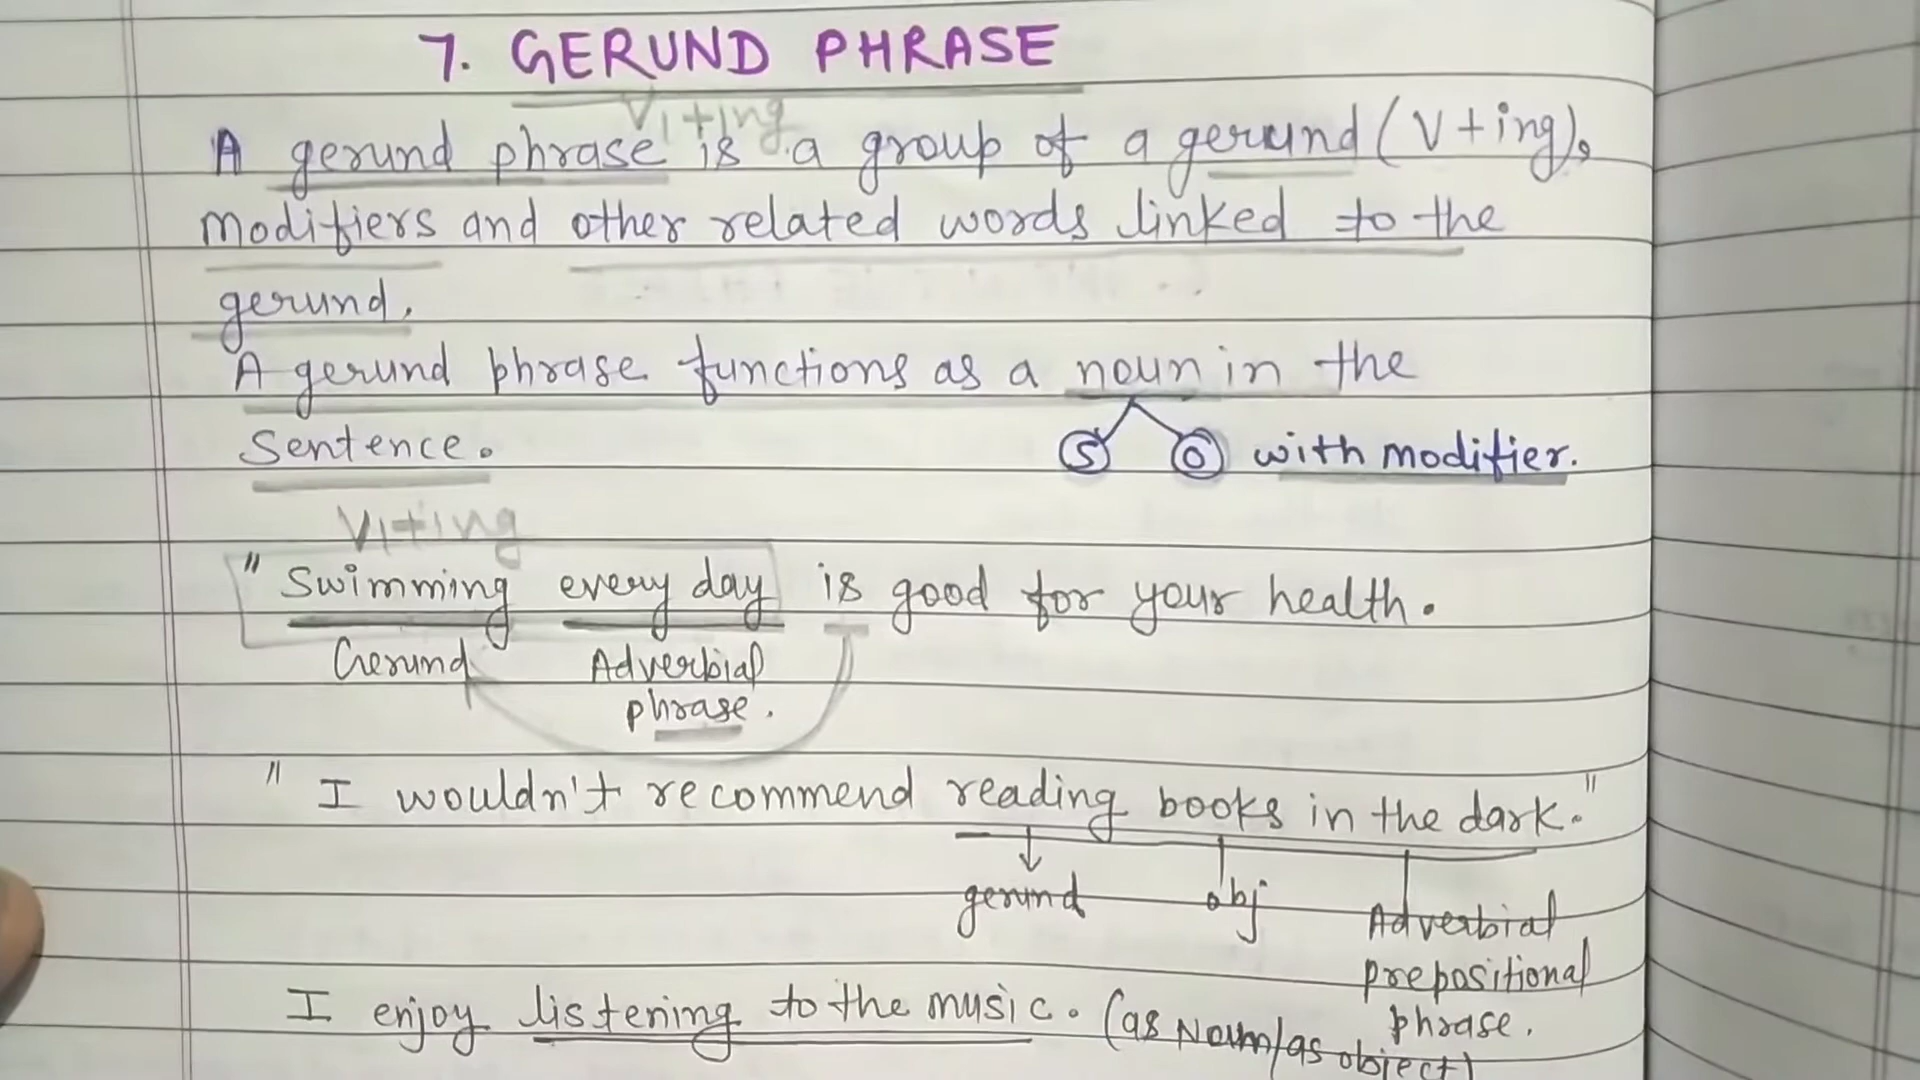 7. GERUND PHRASE
V1+ing
A gerund phrase is a group of a gerund (V+ing),
modifiers and other related words linked to the
gerund.
A gerund phrase functions as a noun in the
Sentence.
S O with modifier.
V1+ing
"Swimming every day is good for your health.
Gerund Adverbial
phrase.
"I wouldn't recommend reading books in the dark."
gerund obj Adverbial
prepositional
phrase.
I enjoy listening to the music. (as Noun/as object)